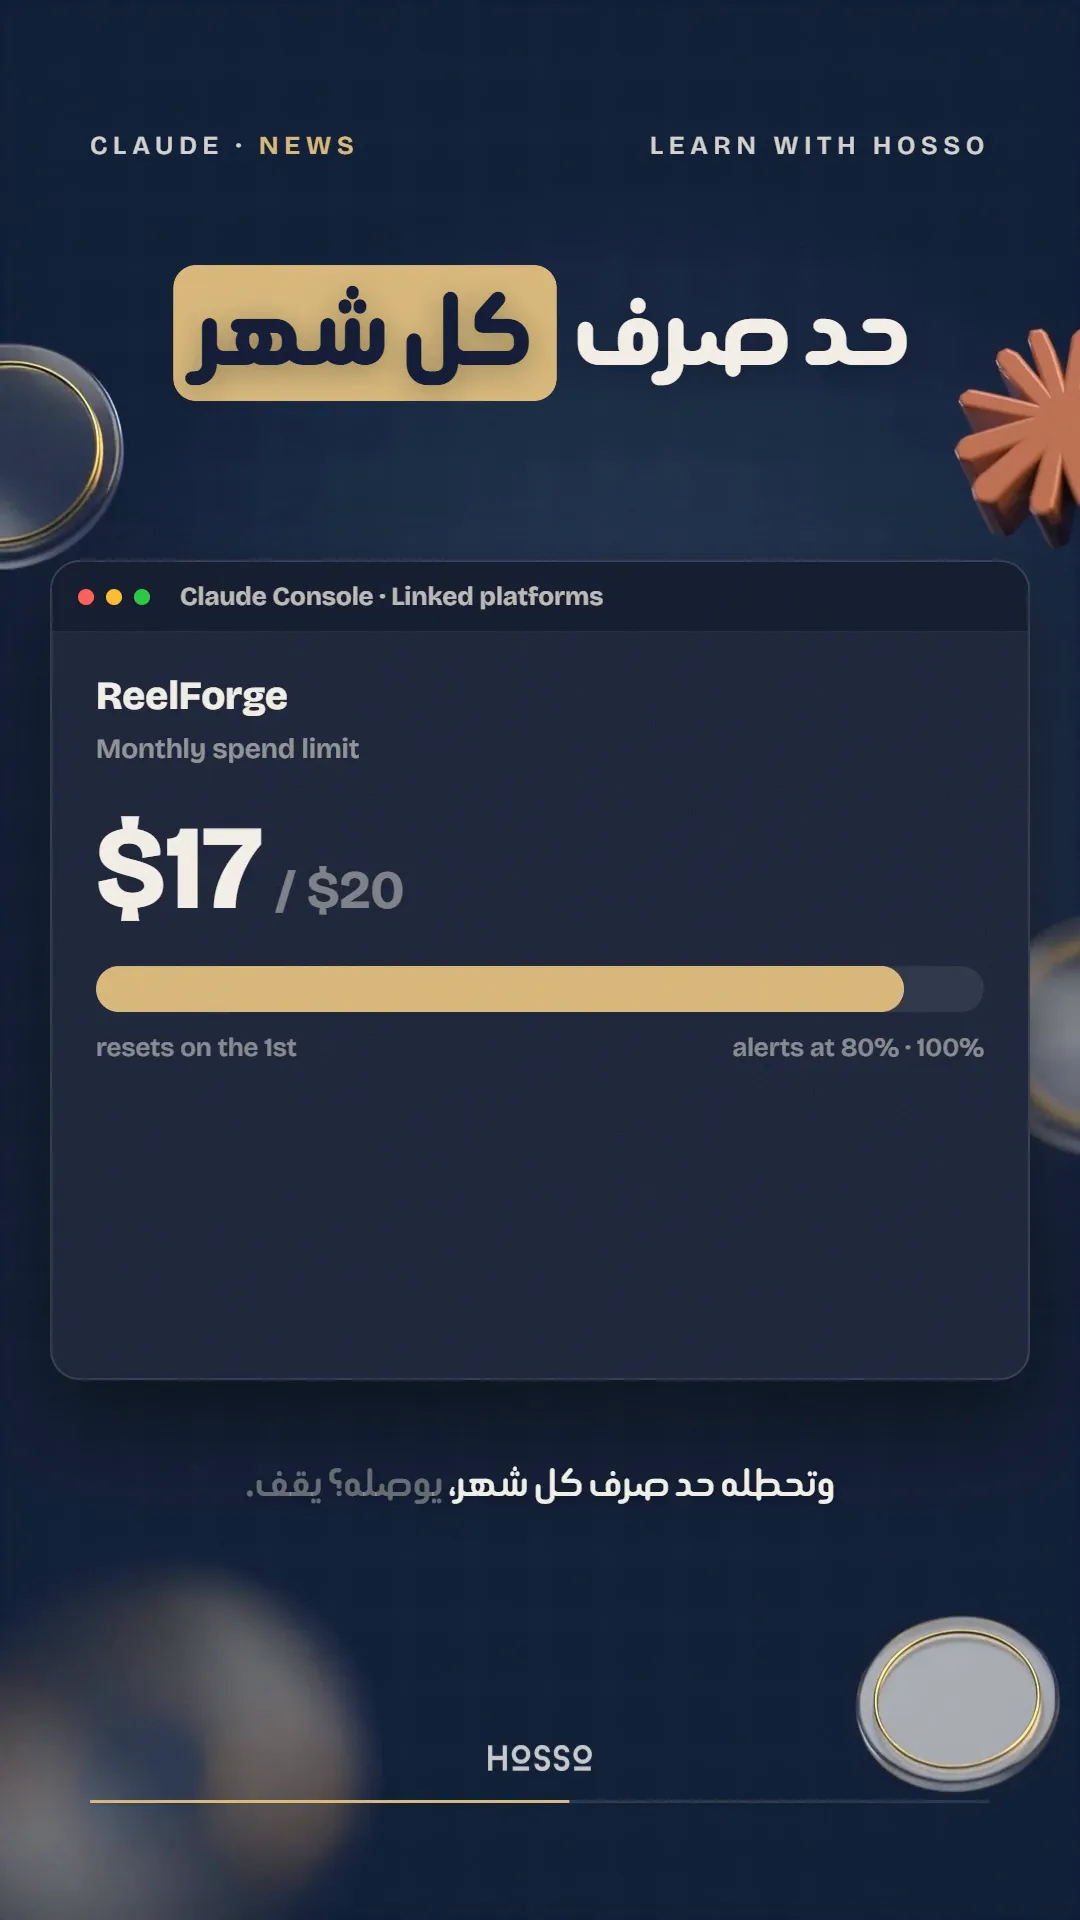 CLAUDE · NEWS
LEARN WITH HOSSO
حد صرف كل شهر
Claude Console · Linked platforms
ReelForge
Monthly spend limit
$17 / $20
resets on the 1st
alerts at 80% · 100%
وتحطله حد صرف كل شهر، يوصله؟ يقف.
HOSSO